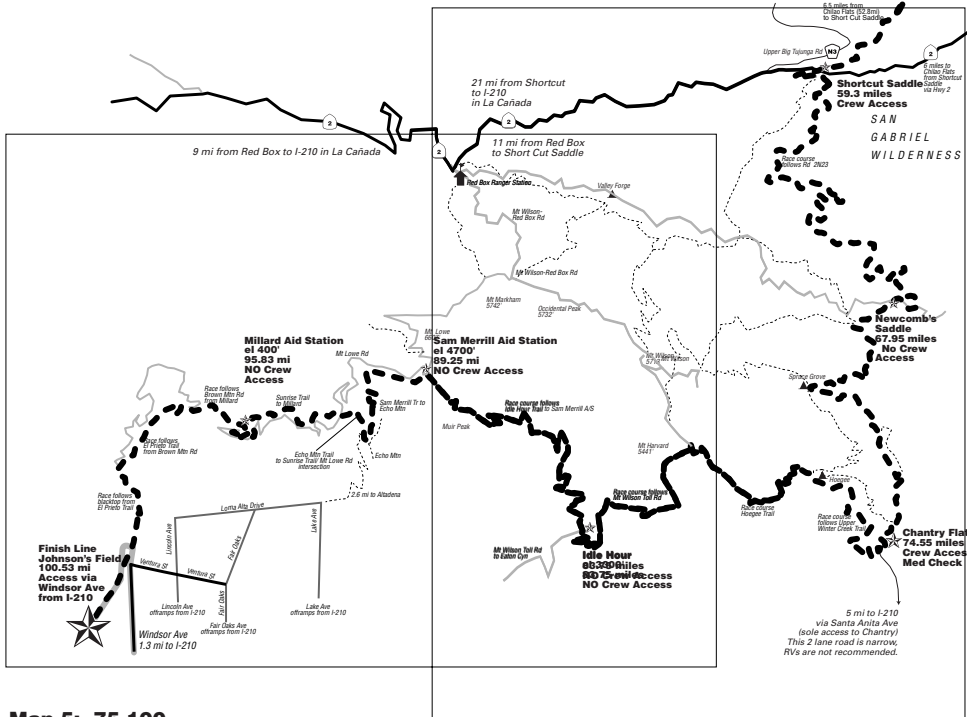 6.5 miles from
Chilao Flats (52.8mi)
to Short Cut Saddle
Upper Big Tujunga Rd
N3
2
6 miles to
Chilao Flats
from Shortcut
Saddle
via Hwy 2
21 mi from Shortcut
to I-210
in La Cañada
2
2
2
9 mi from Red Box to I-210 in La Cañada
11 mi from Red Box
to Short Cut Saddle
Shortcut Saddle
59.3 miles
Crew Access
SAN
GABRIEL
WILDERNESS
Race course
follows Rd 2N23
Red Box Ranger Station
Valley Forge
Mt Wilson-
Red Box Rd
Mt Wilson-Red Box Rd
Mt Markham
5742'
Occidental Peak
5732'
Newcomb's
Saddle
67.95 miles
No Crew
Access
Mt Lowe
Millard Aid Station
el 400'
95.83 mi
NO Crew
Access
Mt Lowe Rd
Sam Merrill Aid Station
el 4700'
89.25 mi
NO Crew Access
Mt Wilson
Mt Wilson
Spruce Grove
Race follows
Brown Mtn Rd
from Millard
Sunrise Trail
to Millard
Sam Merrill Tr to
Echo Mtn
Race course follows
Idle Hour Trail to Sam Merrill A/S
Muir Peak
Race follows
El Prieto Trail
from Brown Mtn Rd
Echo Mtn Trail
to Sunrise Trail/ Mt Lowe Rd
intersection
Echo Mtn
Mt Harvard
5441'
Hoegee
Race follows
blacktop from
El Prieto Trail
2.6 mi to Altadena
Loma Alta Drive
Lincoln Ave
Fair Oaks
Lake Ave
Race course follows
Mt Wilson Toll Rd
Race course
Hoegee Trail
Race course
follows Upper
Winter Creek Trail
Chantry Flat
74.55 miles
Crew Access
Med Check
Finish Line
Johnson's Field
100.53 mi
Access via
Windsor Ave
from I-210
Ventura St
Ventura St
Fair Oaks
Mt Wilson Toll Rd
to Eaton Cyn
Idle Hour
NO Crew Access
NO Crew Access
Lincoln Ave
offramps from I-210
Fair Oaks Ave
offramps from I-210
Lake Ave
offramps from I-210
Windsor Ave
1.3 mi to I-210
5 mi to I-210
via Santa Anita Ave
(sole access to Chantry)
This 2 lane road is narrow,
RVs are not recommended.
Map 5: 75-100